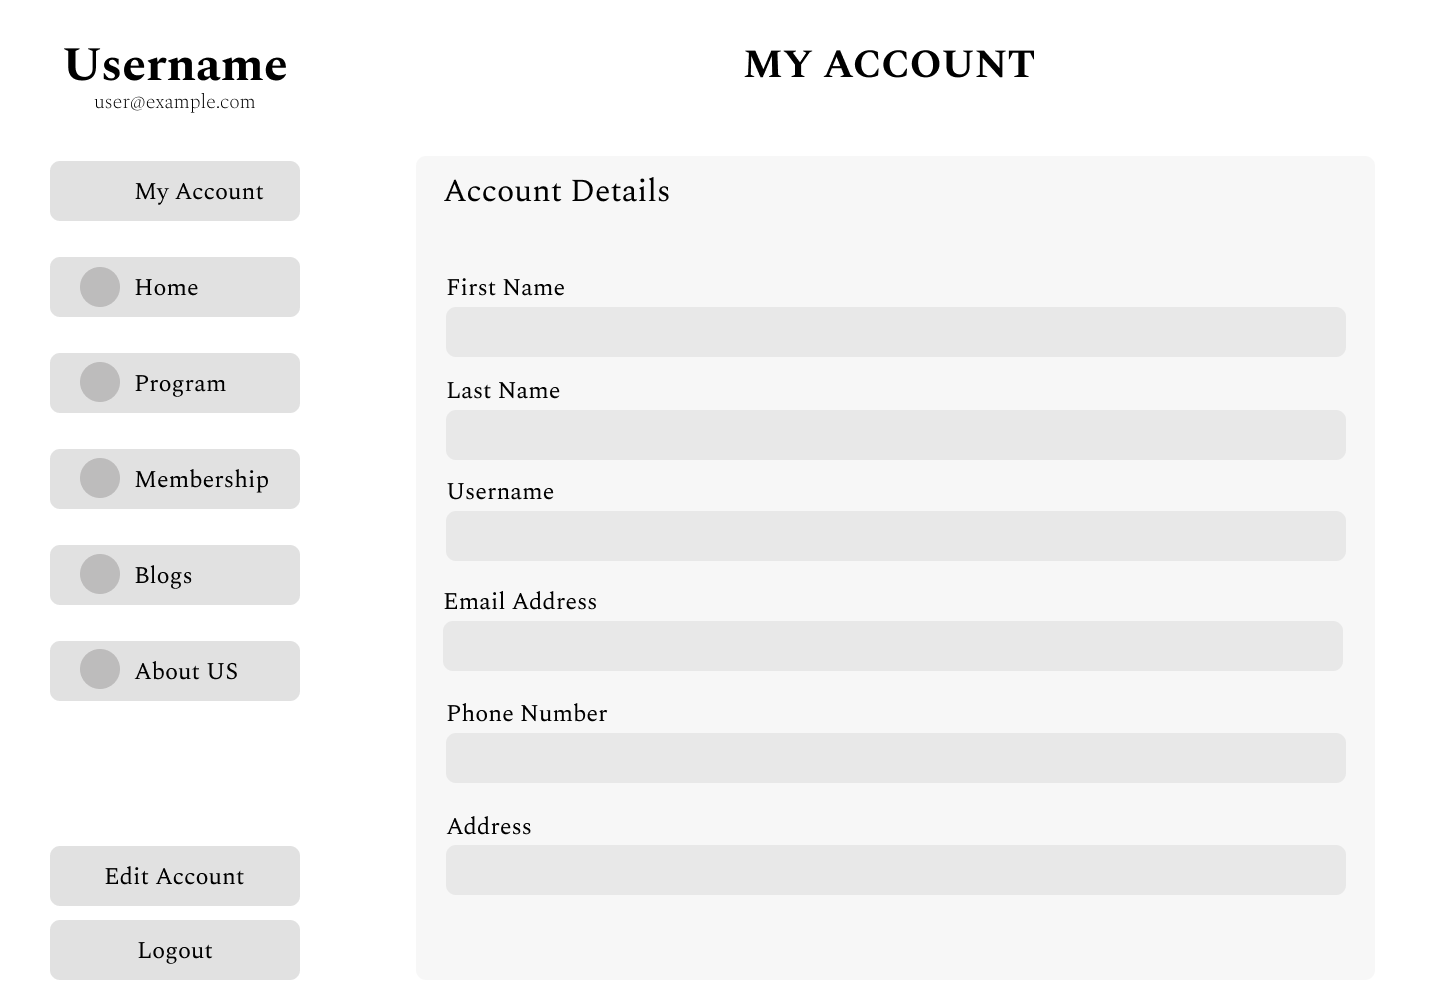 Username
user@example.com
My Account
Home
Program
Membership
Blogs
About US
Edit Account
Logout
MY ACCOUNT
Account Details
First Name
Last Name
Username
Email Address
Phone Number
Address